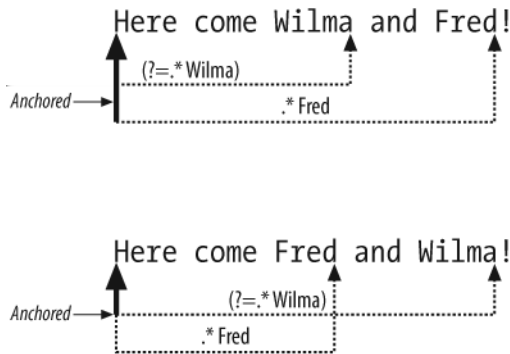 Here come Wilma and Fred!
(?=.* Wilma)
Anchored
.* Fred
Here come Fred and Wilma!
(?=.* Wilma)
Anchored
.* Fred